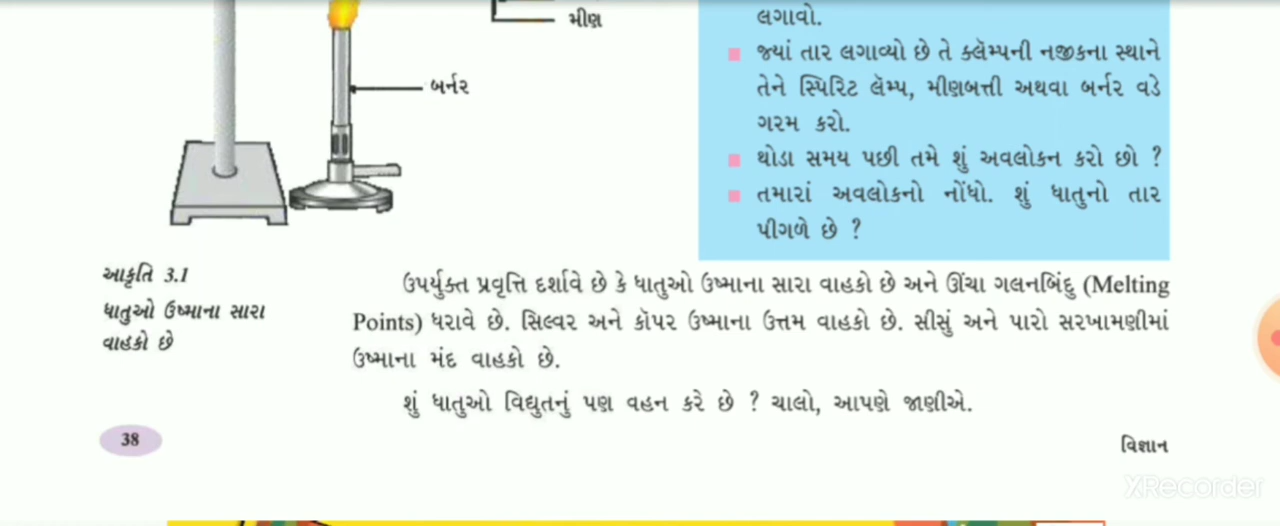 મીણ
બર્નર
આકૃતિ 3.1
ધાતુઓ ઉષ્માના સારા
વાહકો છે
લગાવો.
જ્યાં તાર લગાવ્યો છે તે ક્લૅમ્પની નજીકના સ્થાને
તેને સ્પિરિટ લૅમ્પ, મીણબત્તી અથવા બર્નર વડે
ગરમ કરો.
થોડા સમય પછી તમે શું અવલોકન કરો છો ?
તમારાં અવલોકનો નોંધો. શું ધાતુનો તાર
પીગળે છે ?
ઉપર્યુક્ત પ્રવૃત્તિ દર્શાવે છે કે ધાતુઓ ઉષ્માના સારા વાહકો છે અને ઊંચા ગલનબિંદુ (Melting
Points) ધરાવે છે. સિલ્વર અને કૉપર ઉષ્માના ઉત્તમ વાહકો છે. સીસું અને પારો સરખામણીમાં
ઉષ્માના મંદ વાહકો છે.
શું ધાતુઓ વિદ્યુતનું પણ વહન કરે છે ? ચાલો, આપણે જાણીએ.
38
વિજ્ઞાન
XRecorder